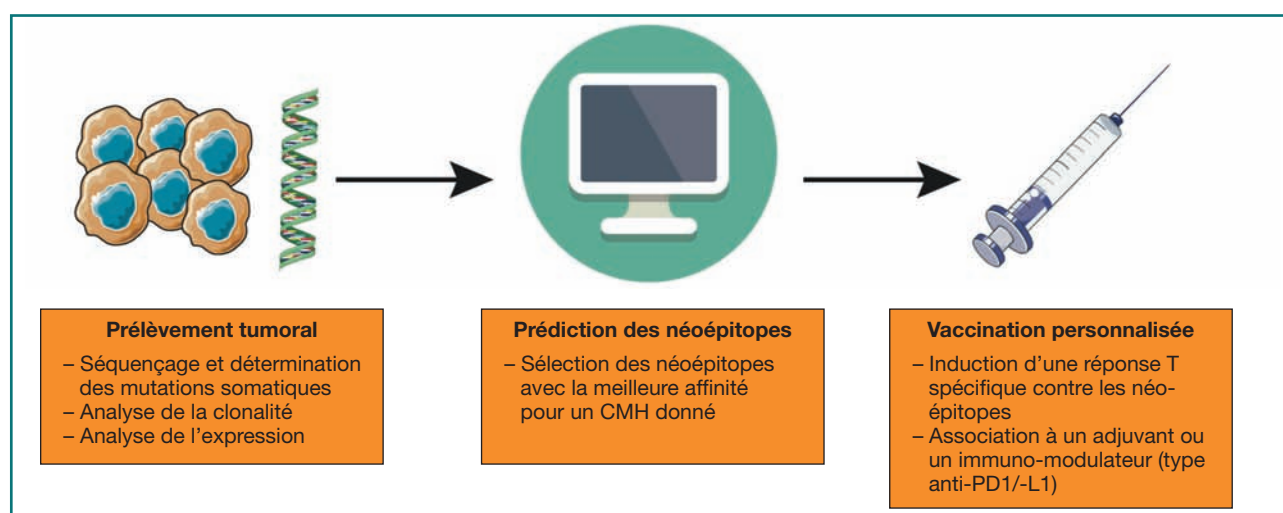 Prélèvement tumoral
– Séquençage et détermination
des mutations somatiques
– Analyse de la clonalité
– Analyse de l'expression
Prédiction des néoépitopes
– Sélection des néoépitopes
avec la meilleure affinité
pour un CMH donné
Vaccination personnalisée
– Induction d'une réponse T
spécifique contre les néo-
épitopes
– Association à un adjuvant ou
un immuno-modulateur (type
anti-PD1/-L1)